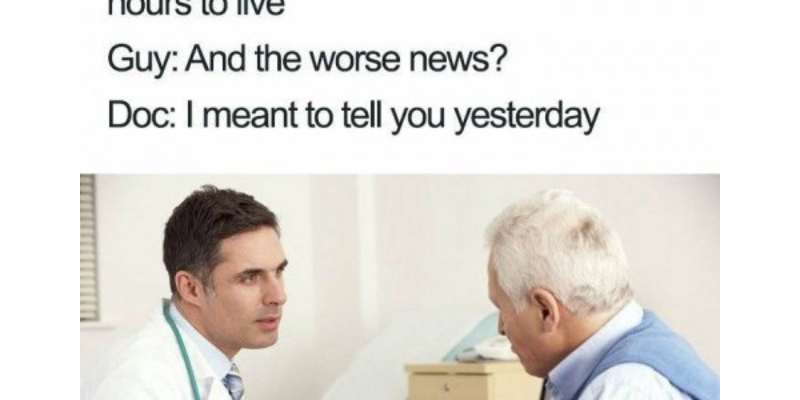 hours to live
Guy: And the worse news?
Doc: I meant to tell you yesterday